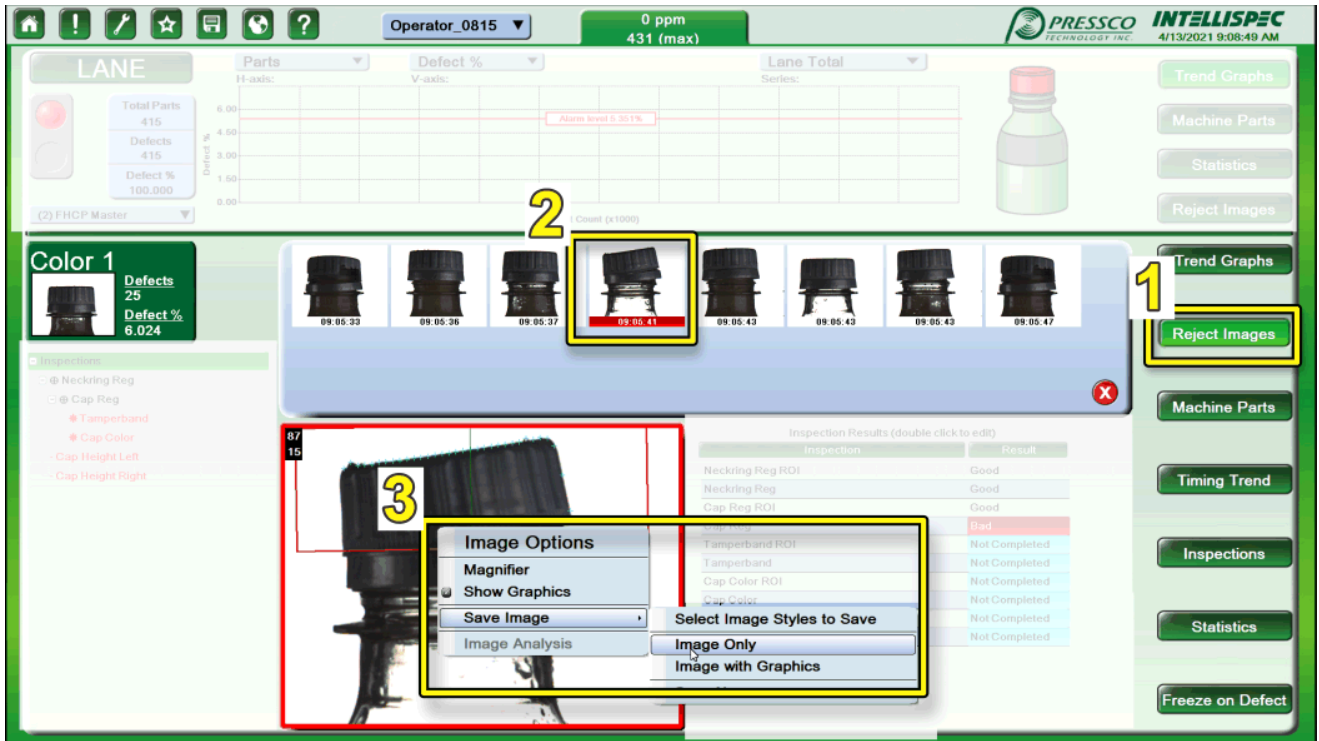 Operator_0815
0 ppm
431 (max)
PRESSCO
TECHNOLOGY INC.
INTELLISPEC
4/13/2021 9:08:49 AM
LANE
Parts
H-axis:
Defect %
V-axis:
Lane Total
Series:
Trend Graphs
Machine Parts
Statistics
Reject Images
Total Parts
415
Defects
415
Defect %
100.000
(2) FHCP Master
Defect %
6.00
4.50
3.00
1.50
0.00
Alarm level 5.351%
Count (x1000)
2
1
Color 1
Defects
25
Defect %
6.024
09:05:33
09:05:36
09:05:37
09:05:41
09:05:43
09:05:43
09:05:43
09:05:47
Trend Graphs
Reject Images
Machine Parts
Timing Trend
Inspections
Statistics
Freeze on Defect
Inspections
Neckring Reg
Cap Reg
Tamperband
Cap Color
Cap Height Left
Cap Height Right
87
15
3
Image Options
Magnifier
Show Graphics
Save Image
Image Analysis
Select Image Styles to Save
Image Only
Image with Graphics
Inspection Results (double click to edit)
Inspection Result
Neckring Reg ROI Good
Neckring Reg Good
Cap Reg ROI Good
Cap Reg Bad
Tamperband ROI Not Completed
Tamperband Not Completed
Cap Color ROI Not Completed
Cap Color Not Completed
Not Completed
Not Completed